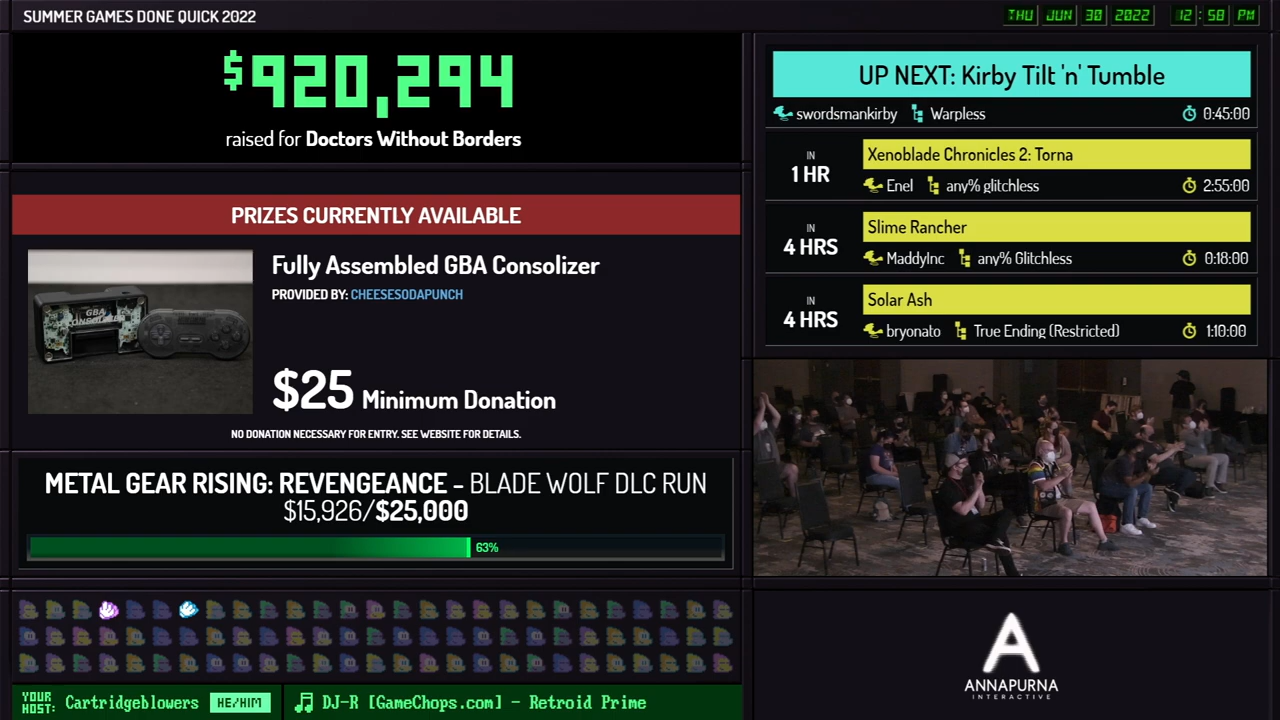 SUMMER GAMES DONE QUICK 2022
THU JUN 30 2022 12:50 PM
$920,294
raised for Doctors Without Borders
PRIZES CURRENTLY AVAILABLE
GBA
CONSOLIZER
Fully Assembled GBA Consolizer
PROVIDED BY: CHEESESODAPUNCH
$25 Minimum Donation
NO DONATION NECESSARY FOR ENTRY. SEE WEBSITE FOR DETAILS.
METAL GEAR RISING: REVENGEANCE - BLADE WOLF DLC RUN
$15,926/$25,000
63%
YOUR HOST: Cartridgeblowers HE/HIM
DJ-R [GameChops.com] - Retroid Prime
UP NEXT: Kirby Tilt 'n' Tumble
swordsmankirby Warpless 0:45:00
IN 1 HR
Xenoblade Chronicles 2: Torna
Enel any% glitchless 2:55:00
IN 4 HRS
Slime Rancher
MaddyInc any% Glitchless 0:18:00
IN 4 HRS
Solar Ash
bryonato True Ending (Restricted) 1:10:00
A
ANNAPURNA
INTERACTIVE